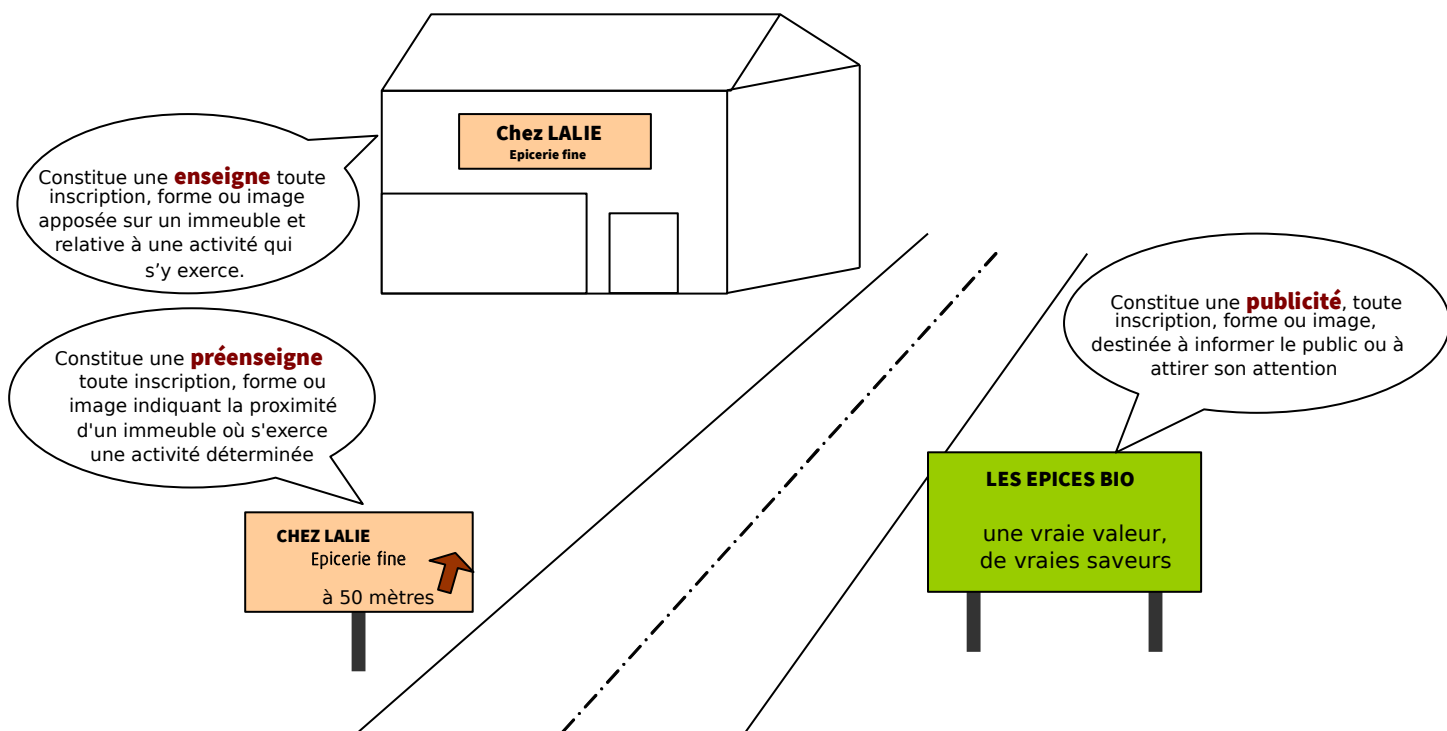 Chez LALIE
Epicerie fine
Constitue une enseigne toute
inscription, forme ou image
apposée sur un immeuble et
relative à une activité qui
s’y exerce.
Constitue une publicité, toute
inscription, forme ou image,
destinée à informer le public ou à
attirer son attention
Constitue une préenseigne
toute inscription, forme ou
image indiquant la proximité
d'un immeuble où s'exerce
une activité déterminée
LES EPICES BIO
une vraie valeur,
de vraies saveurs
CHEZ LALIE
Epicerie fine
à 50 mètres